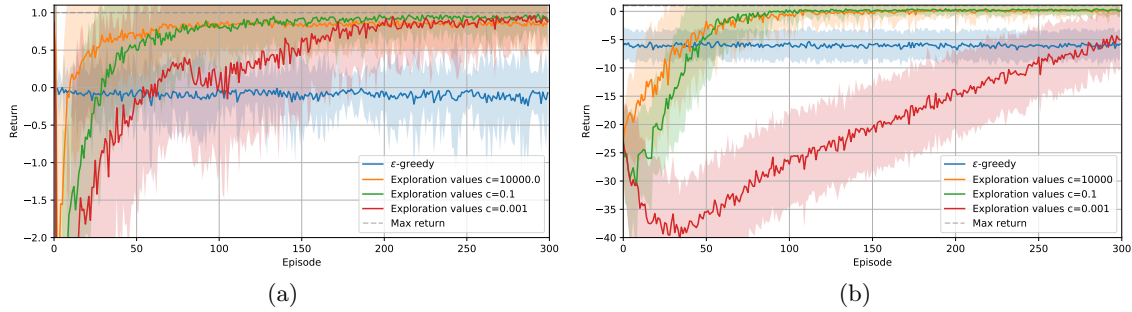 1.0
0.5
0.0
−0.5
−1.0
−1.5
−2.0
Return
0
50
100
150
200
250
300
Episode
ε-greedy
Exploration values c=10000.0
Exploration values c=0.1
Exploration values c=0.001
Max return
(a)
0
−5
−10
−15
−20
−25
−30
−35
−40
Return
0
50
100
150
200
250
300
Episode
ε-greedy
Exploration values c=10000
Exploration values c=0.1
Exploration values c=0.001
Max return
(b)